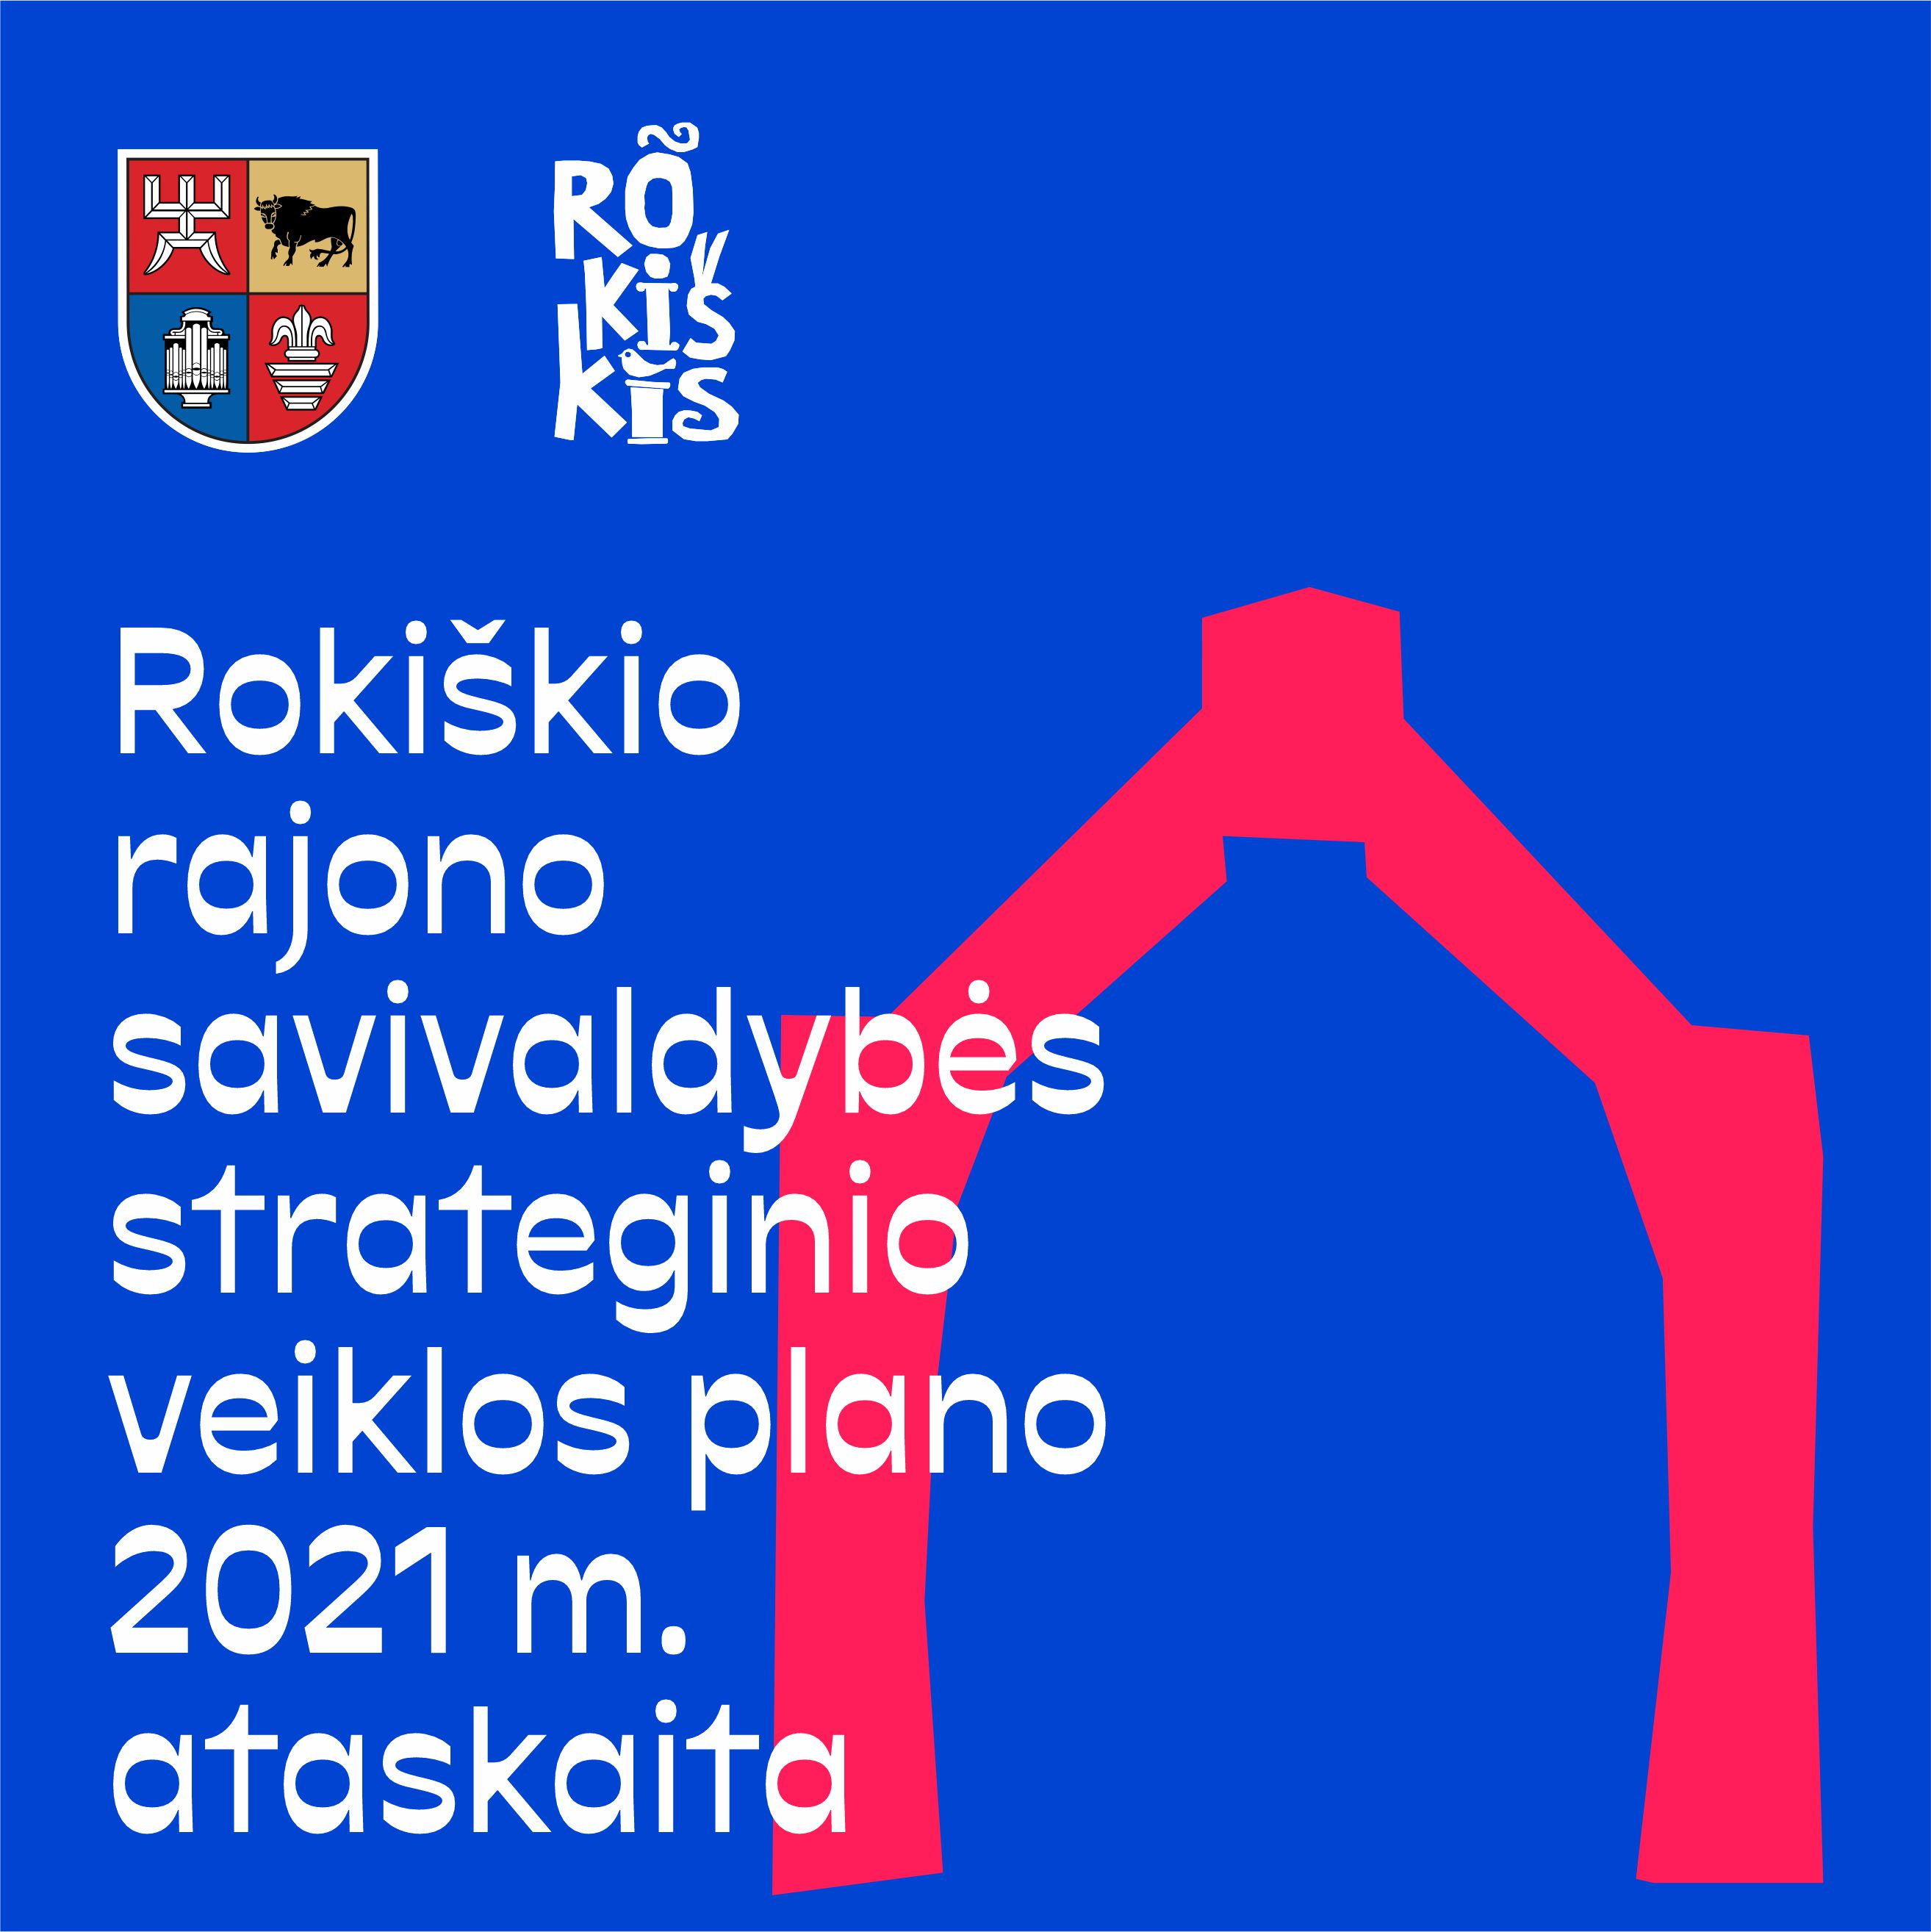 RÕ
KiŠ
KiS
Rokiškio
rajono
savivaldybės
strateginio
veiklos plano
2021 m.
ataskaita